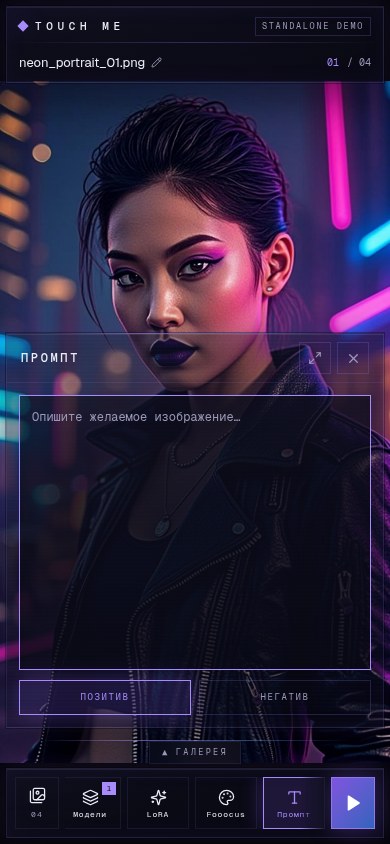 TOUCH ME
STANDALONE DEMO
neon_portrait_01.png
01 / 04
ПРОМПТ
Опишите желаемое изображение…
ПОЗИТИВ
НЕГАТИВ
▲ ГАЛЕРЕЯ
1
04
Модели
LoRA
Fooocus
Промпт